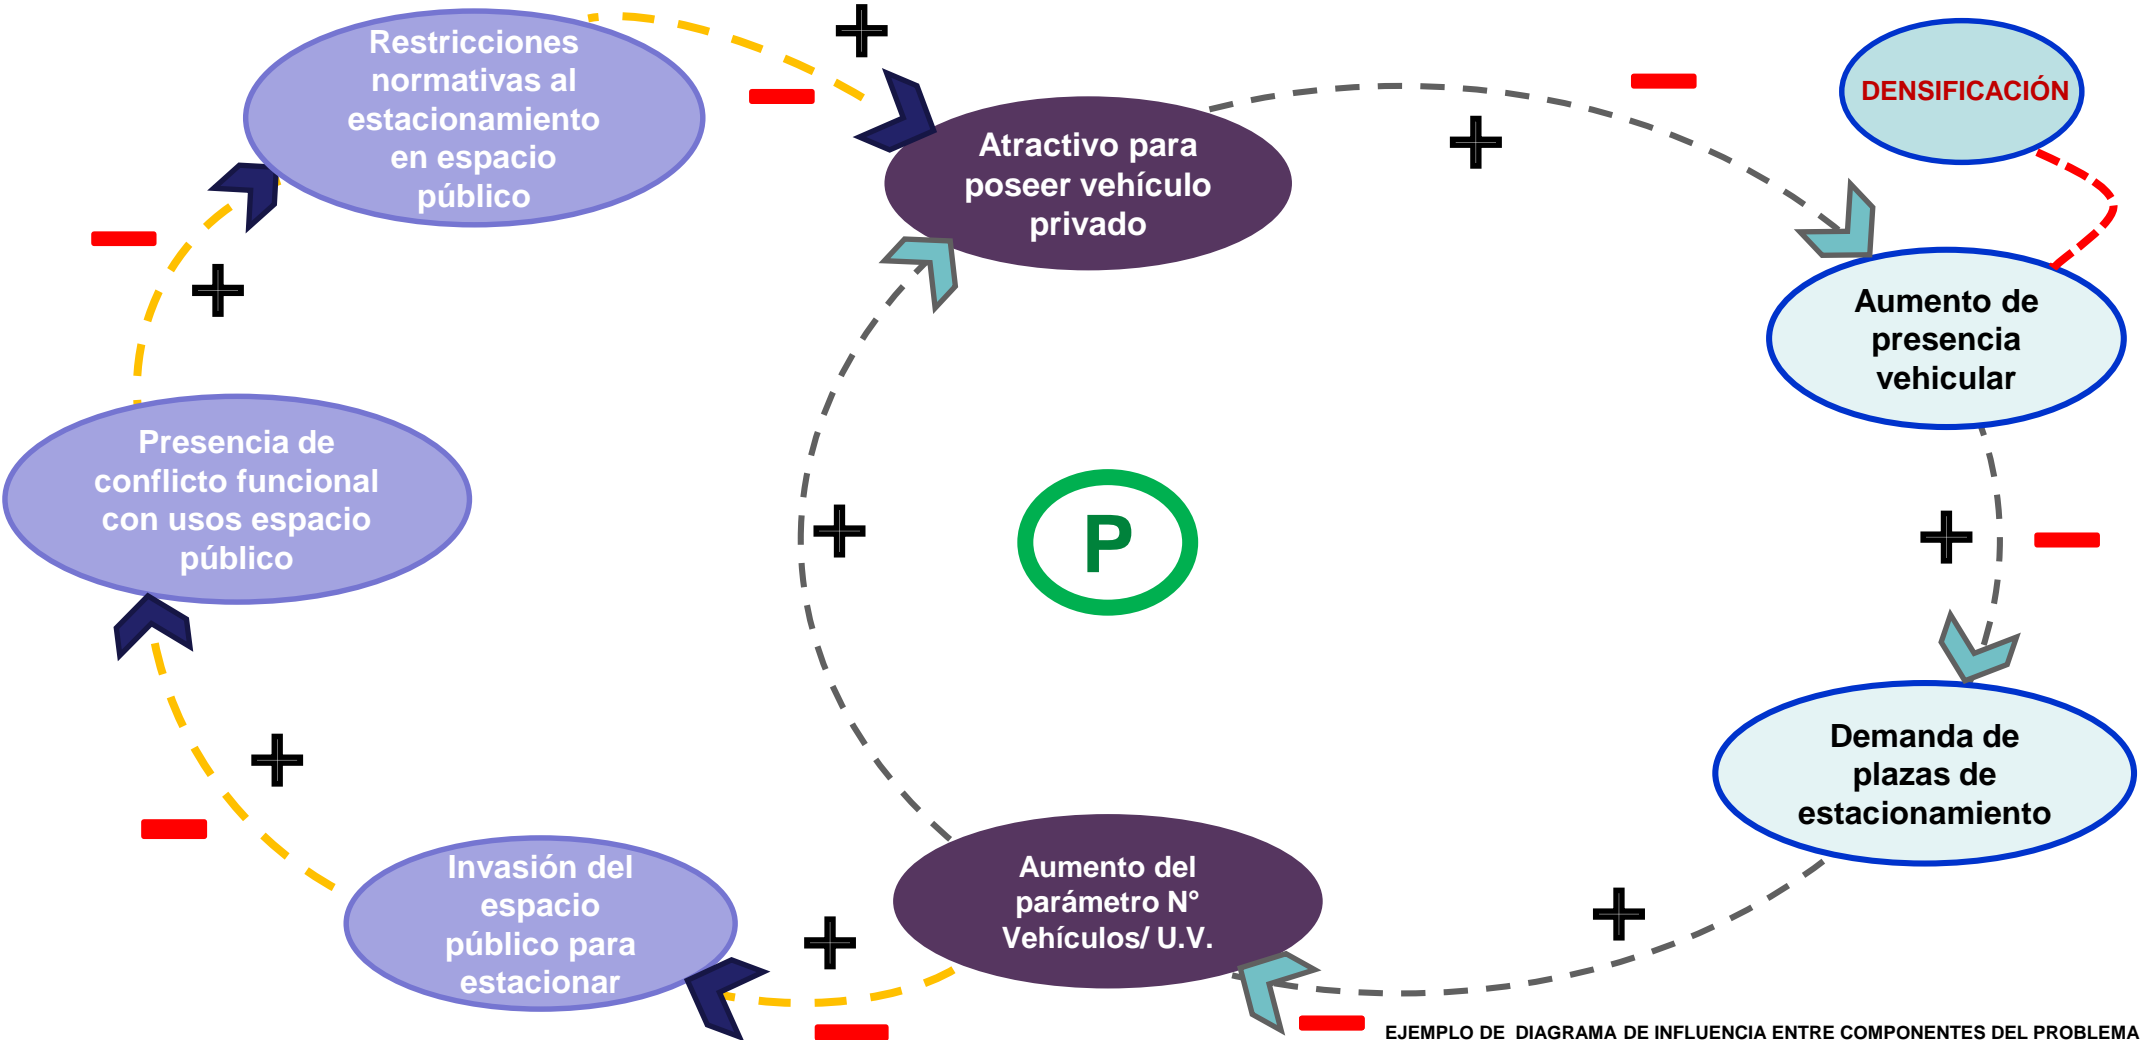 Restricciones
normativas al
estacionamiento
en espacio
público
Atractivo para
poseer vehículo
privado
DENSIFICACIÓN
Aumento de
presencia
vehicular
Presencia de
conflicto funcional
con usos espacio
público
P
Demanda de
plazas de
estacionamiento
Invasión del
espacio
público para
estacionar
Aumento del
parámetro N°
Vehículos/ U.V.
EJEMPLO DE DIAGRAMA DE INFLUENCIA ENTRE COMPONENTES DEL PROBLEMA